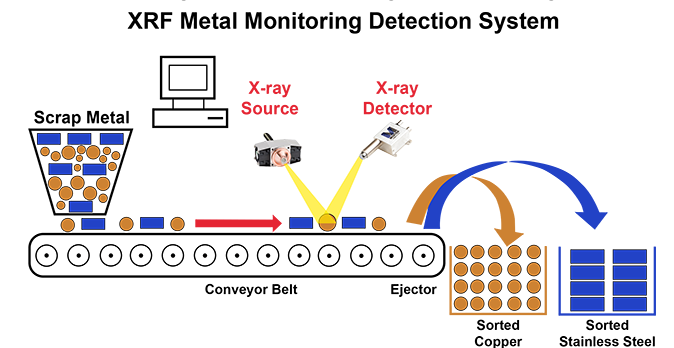 XRF Metal Monitoring Detection System
X-ray
Source
X-ray
Detector
Scrap Metal
Conveyor Belt
Ejector
Sorted
Copper
Sorted
Stainless Steel